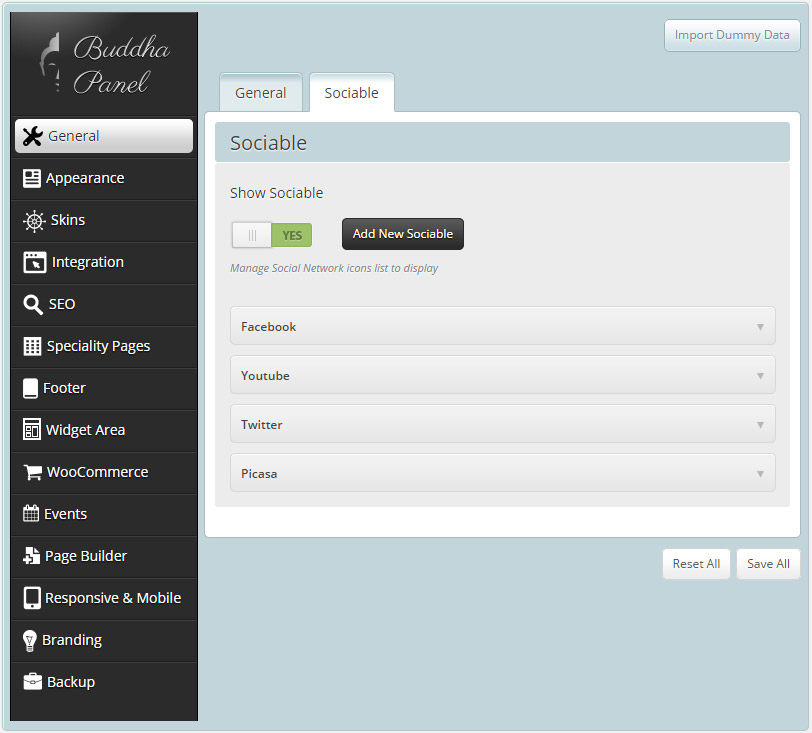 Buddha
Panel
Import Dummy Data
General
Appearance
Skins
Integration
SEO
Speciality Pages
Footer
Widget Area
WooCommerce
Events
Page Builder
Responsive & Mobile
Branding
Backup
General
Sociable
Sociable
Show Sociable
YES
Add New Sociable
Manage Social Network icons list to display
Facebook
Youtube
Twitter
Picasa
Reset All
Save All